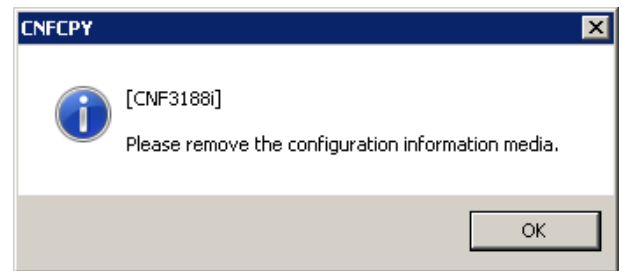 CNFCPY
[CNF3188i]
Please remove the configuration information media.
OK